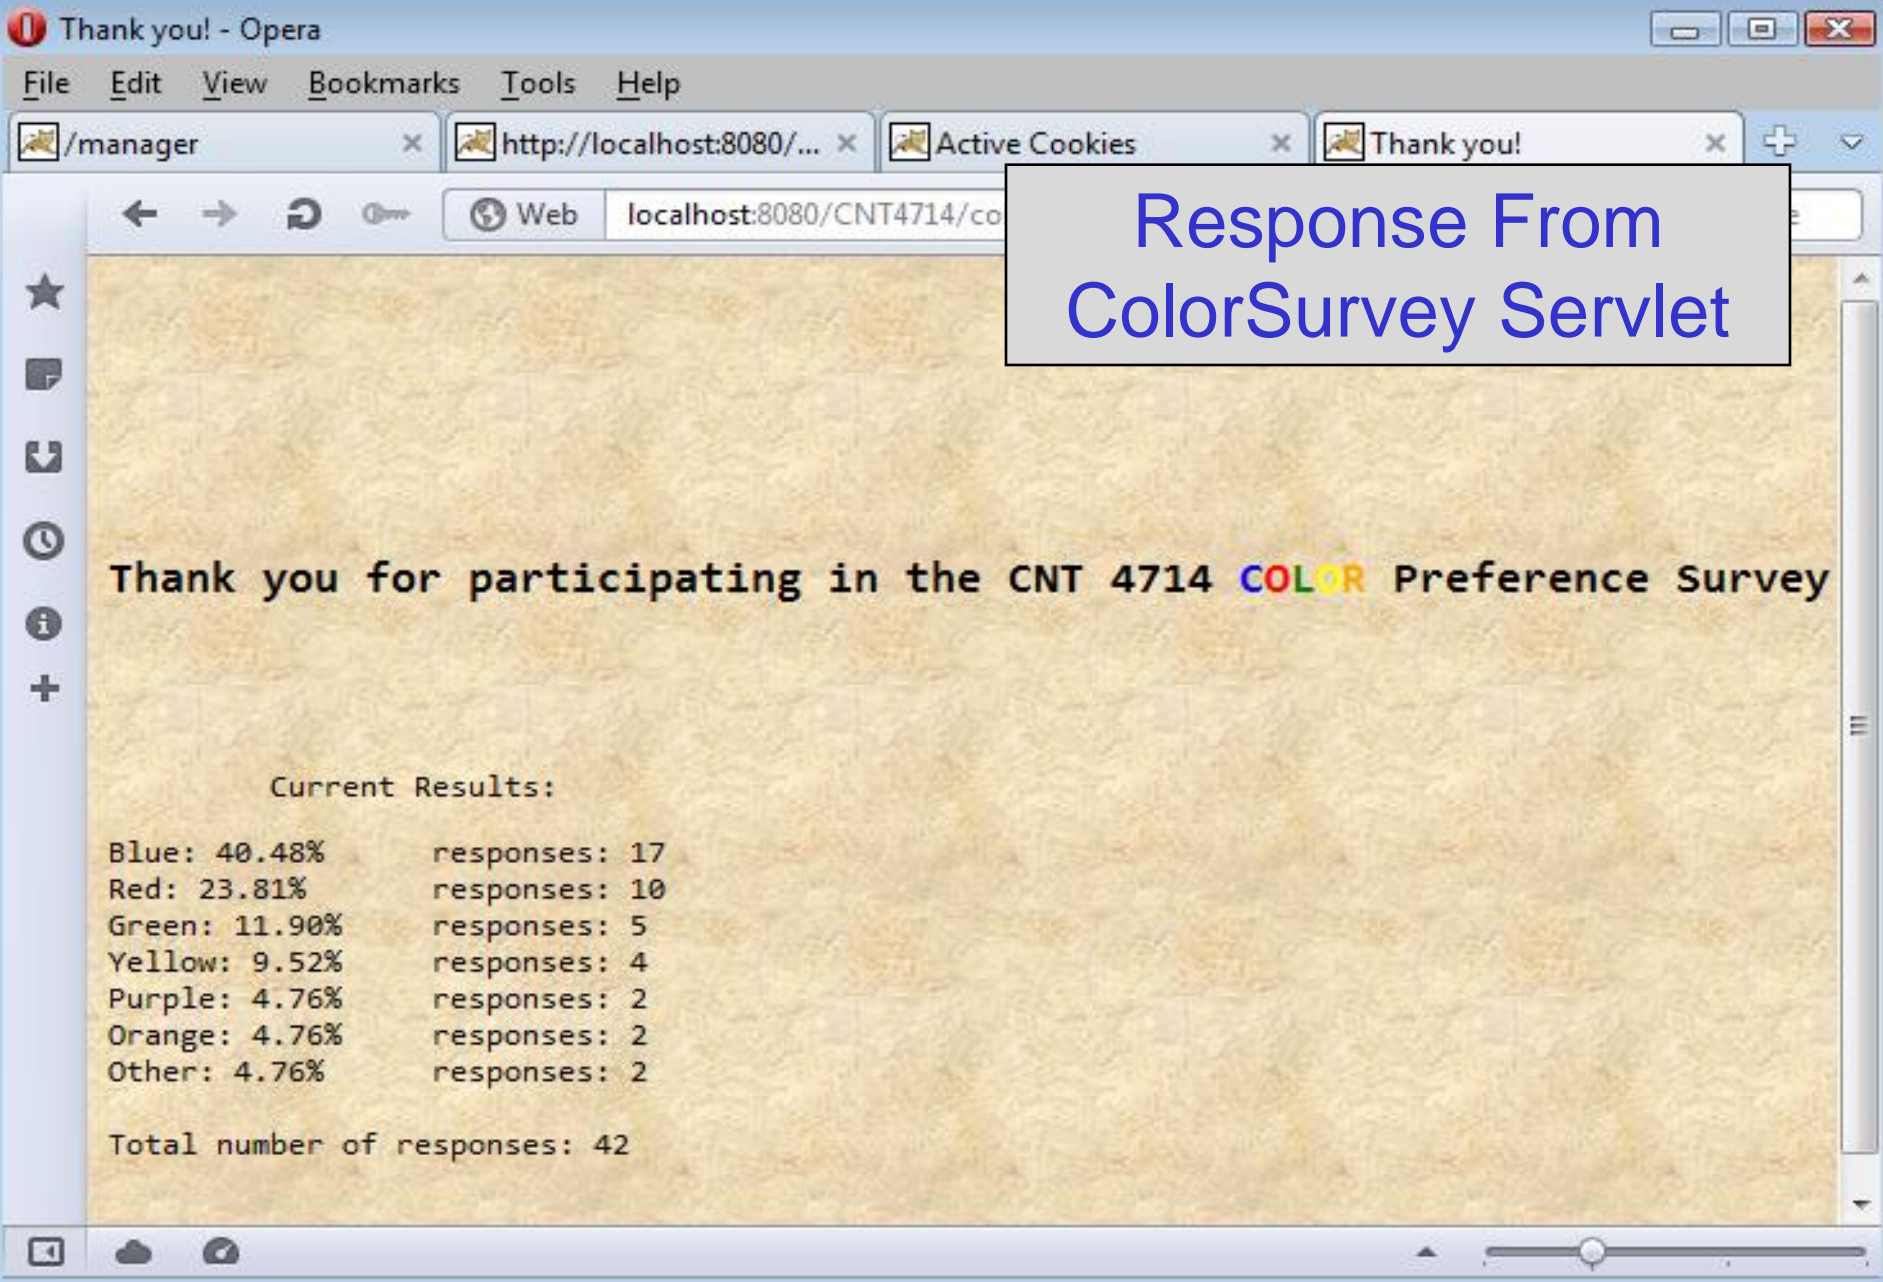 Thank you! - Opera
File Edit View Bookmarks Tools Help
/manager http://localhost:8080/... Active Cookies Thank you!
Web localhost:8080/CNT4714/co
Response From
ColorSurvey Servlet
Thank you for participating in the CNT 4714 COLOR Preference Survey
Current Results:
Blue: 40.48% responses: 17
Red: 23.81% responses: 10
Green: 11.90% responses: 5
Yellow: 9.52% responses: 4
Purple: 4.76% responses: 2
Orange: 4.76% responses: 2
Other: 4.76% responses: 2
Total number of responses: 42